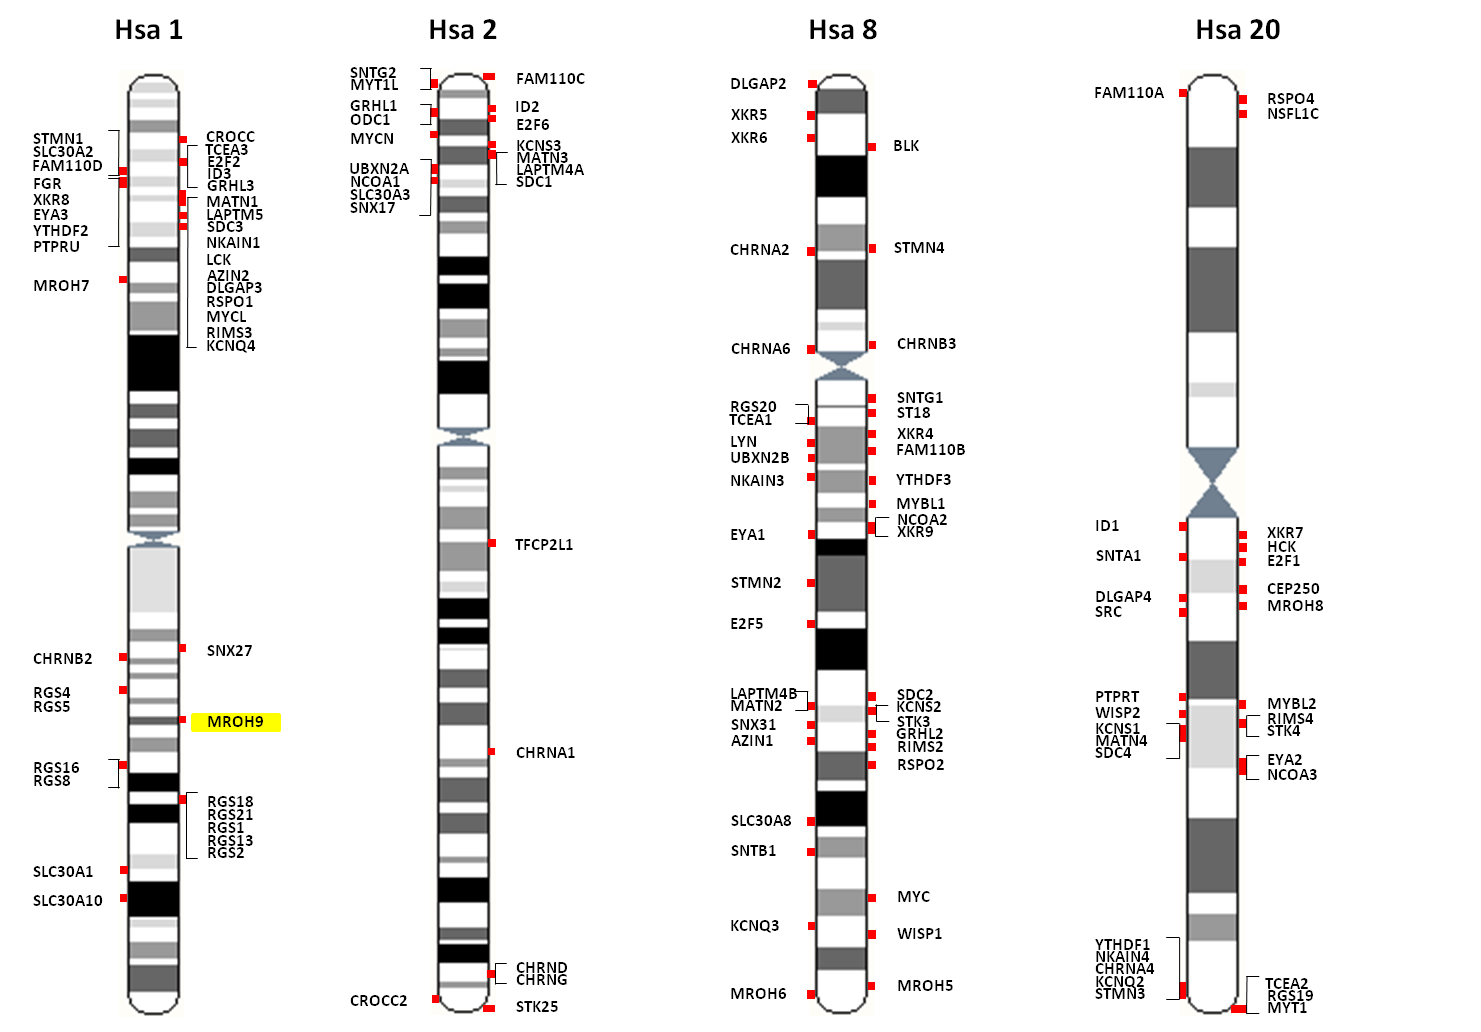 Hsa 1
STMN1
SLC30A2
FAM110D
FGR
XKR8
EYA3
YTHDF2
PTPRU
MROH7
CHRNB2
RGS4
RGS5
RGS16
RGS8
SLC30A1
SLC30A10
CROCC
TCEA3
E2F2
ID3
GRHL3
MATN1
LAPTM5
SDC3
NKAIN1
LCK
AZIN2
DLGAP3
RSPO1
MYCL
RIMS3
KCNQ4
SNX27
MROH9
RGS18
RGS21
RGS1
RGS13
RGS2
Hsa 2
SNTG2
MYT1L
GRHL1
ODC1
MYCN
UBXN2A
NCOA1
SLC30A3
SNX17
CROCC2
FAM110C
ID2
E2F6
KCNS3
MATN3
LAPTM4A
SDC1
TFCP2L1
CHRNA1
CHRND
CHRNG
STK25
Hsa 8
DLGAP2
XKR5
XKR6
CHRNA2
CHRNA6
RGS20
TCEA1
LYN
UBXN2B
NKAIN3
EYA1
STMN2
E2F5
LAPTM4B
MATN2
SNX31
AZIN1
SLC30A8
SNTB1
KCNQ3
MROH6
BLK
STMN4
CHRNB3
SNTG1
ST18
XKR4
FAM110B
YTHDF3
MYBL1
NCOA2
XKR9
SDC2
KCNS2
STK3
GRHL2
RIMS2
RSPO2
MYC
WISP1
MROH5
Hsa 20
FAM110A
ID1
SNTA1
DLGAP4
SRC
PTPRT
WISP2
KCNS1
MATN4
SDC4
YTHDF1
NKAIN4
CHRNA4
KCNQ2
STMN3
RSPO4
NSFL1C
XKR7
HCK
E2F1
CEP250
MROH8
MYBL2
RIMS4
STK4
EYA2
NCOA3
TCEA2
RGS19
MYT1